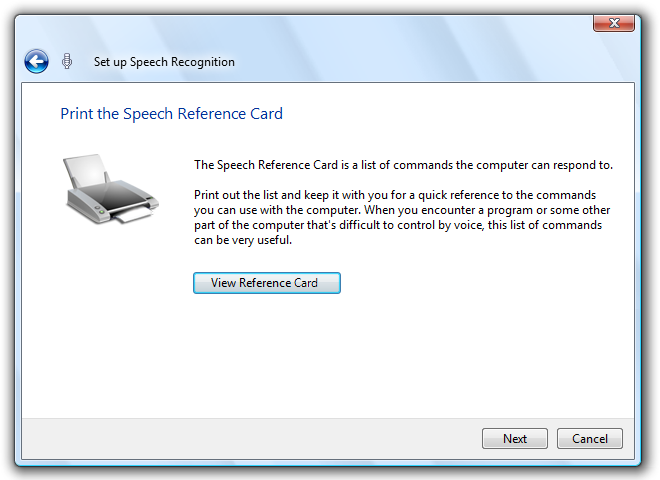 Set up Speech Recognition
Print the Speech Reference Card
The Speech Reference Card is a list of commands the computer can respond to.
Print out the list and keep it with you for a quick reference to the commands
you can use with the computer. When you encounter a program or some other
part of the computer that's difficult to control by voice, this list of commands
can be very useful.
View Reference Card
Next
Cancel